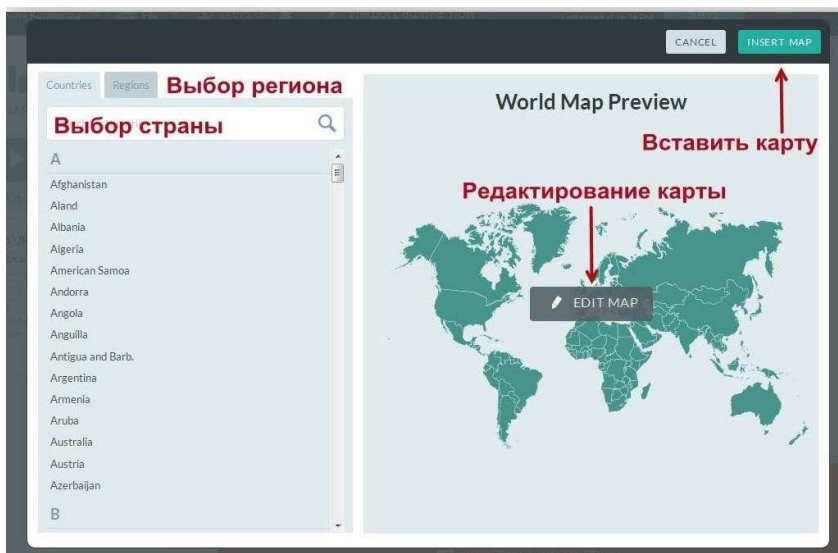 CANCEL
INSERT MAP
Countries
Regions
Выбор региона
Выбор страны
World Map Preview
Вставить карту
Редактирование карты
EDIT MAP
A
Afghanistan
Aland
Albania
Algeria
American Samoa
Andorra
Angola
Anguilla
Antigua and Barb.
Argentina
Armenia
Aruba
Australia
Austria
Azerbaijan
B